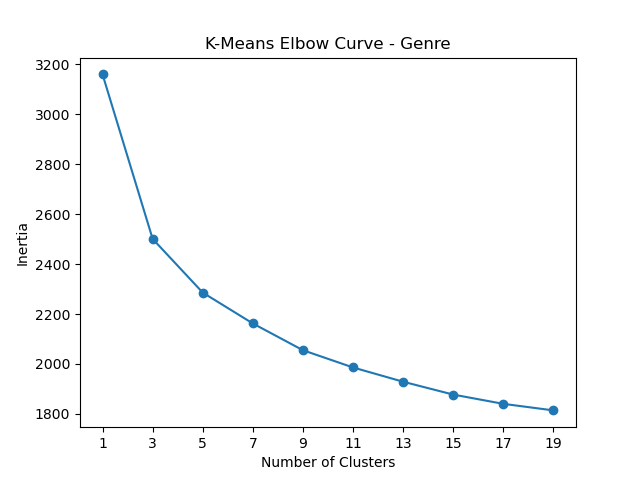 K-Means Elbow Curve - Genre
3200
3000
2800
2600
2400
2200
2000
1800
Inertia
1 3 5 7 9 11 13 15 17 19
Number of Clusters